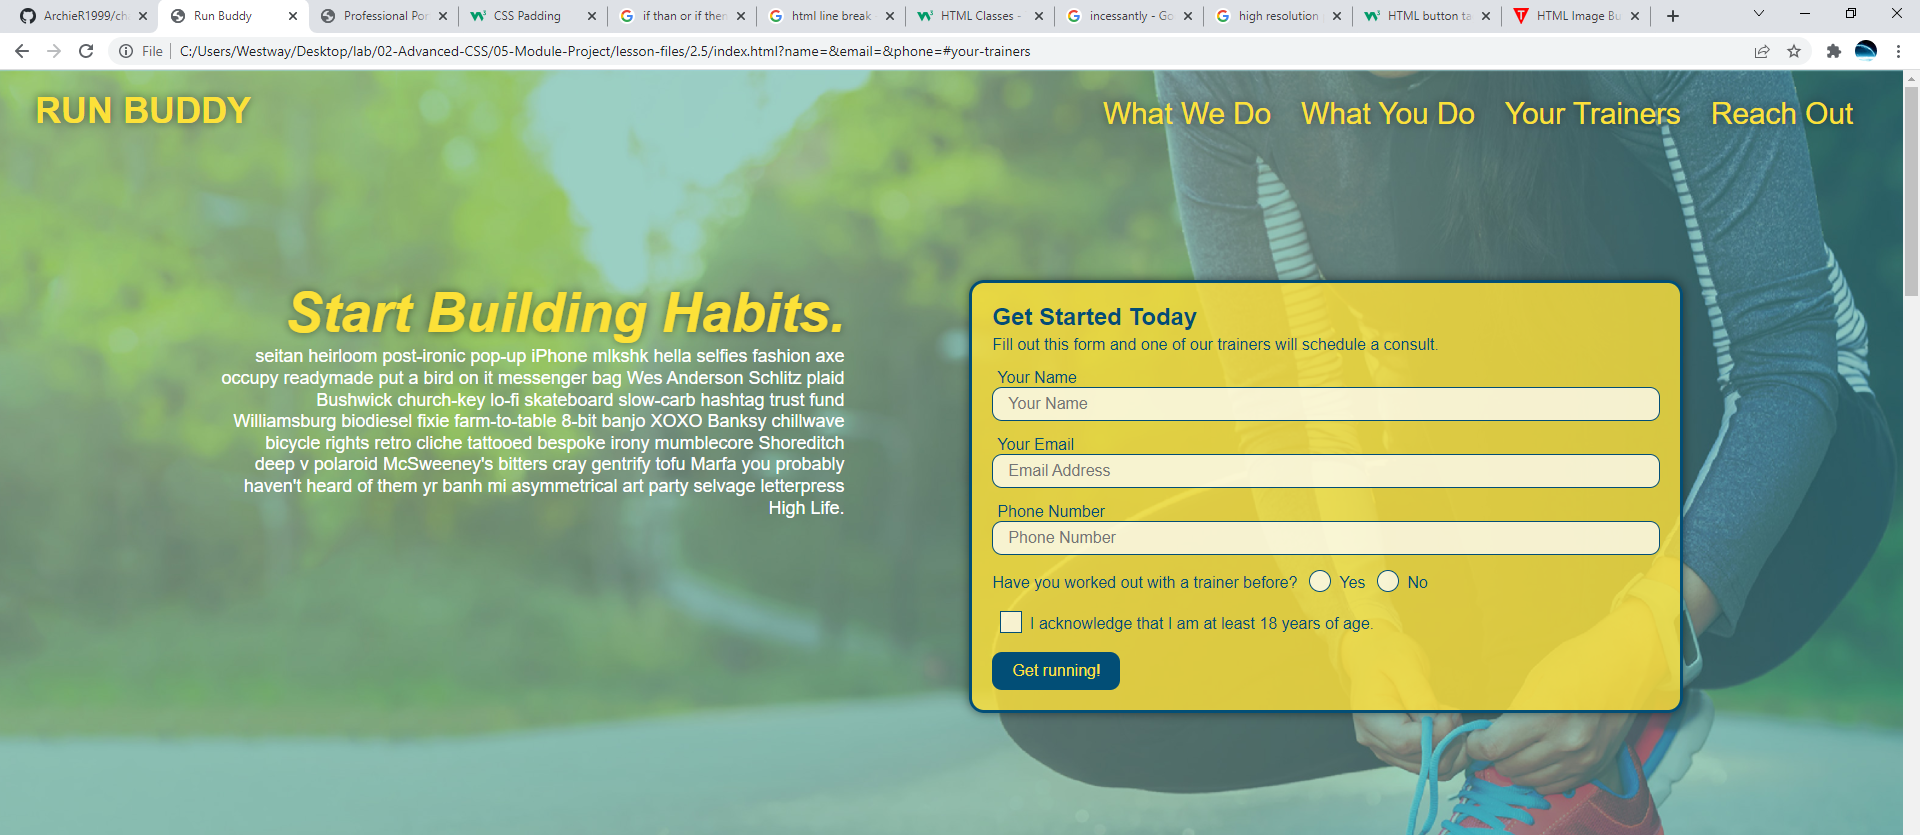 ArchieR1999/cha
Run Buddy
Professional Por
CSS Padding
if than or if then
html line break
HTML Classes -
incessantly - Go
high resolution
HTML button ta
HTML Image Bu
File
C:/Users/Westway/Desktop/lab/02-Advanced-CSS/05-Module-Project/lesson-files/2.5/index.html?name=&email=&phone=#your-trainers
RUN BUDDY
What We Do
What You Do
Your Trainers
Reach Out
Start Building Habits.
seitan heirloom post-ironic pop-up iPhone mlkshk hella selfies fashion axe
occupy readymade put a bird on it messenger bag Wes Anderson Schlitz plaid
Bushwick church-key lo-fi skateboard slow-carb hashtag trust fund
Williamsburg biodiesel fixie farm-to-table 8-bit banjo XOXO Banksy chillwave
bicycle rights retro cliche tattooed bespoke irony mumblecore Shoreditch
deep v polaroid McSweeney's bitters cray gentrify tofu Marfa you probably
haven't heard of them yr banh mi asymmetrical art party selvage letterpress
High Life.
Get Started Today
Fill out this form and one of our trainers will schedule a consult.
Your Name
Your Name
Your Email
Email Address
Phone Number
Phone Number
Have you worked out with a trainer before? Yes No
I acknowledge that I am at least 18 years of age.
Get running!